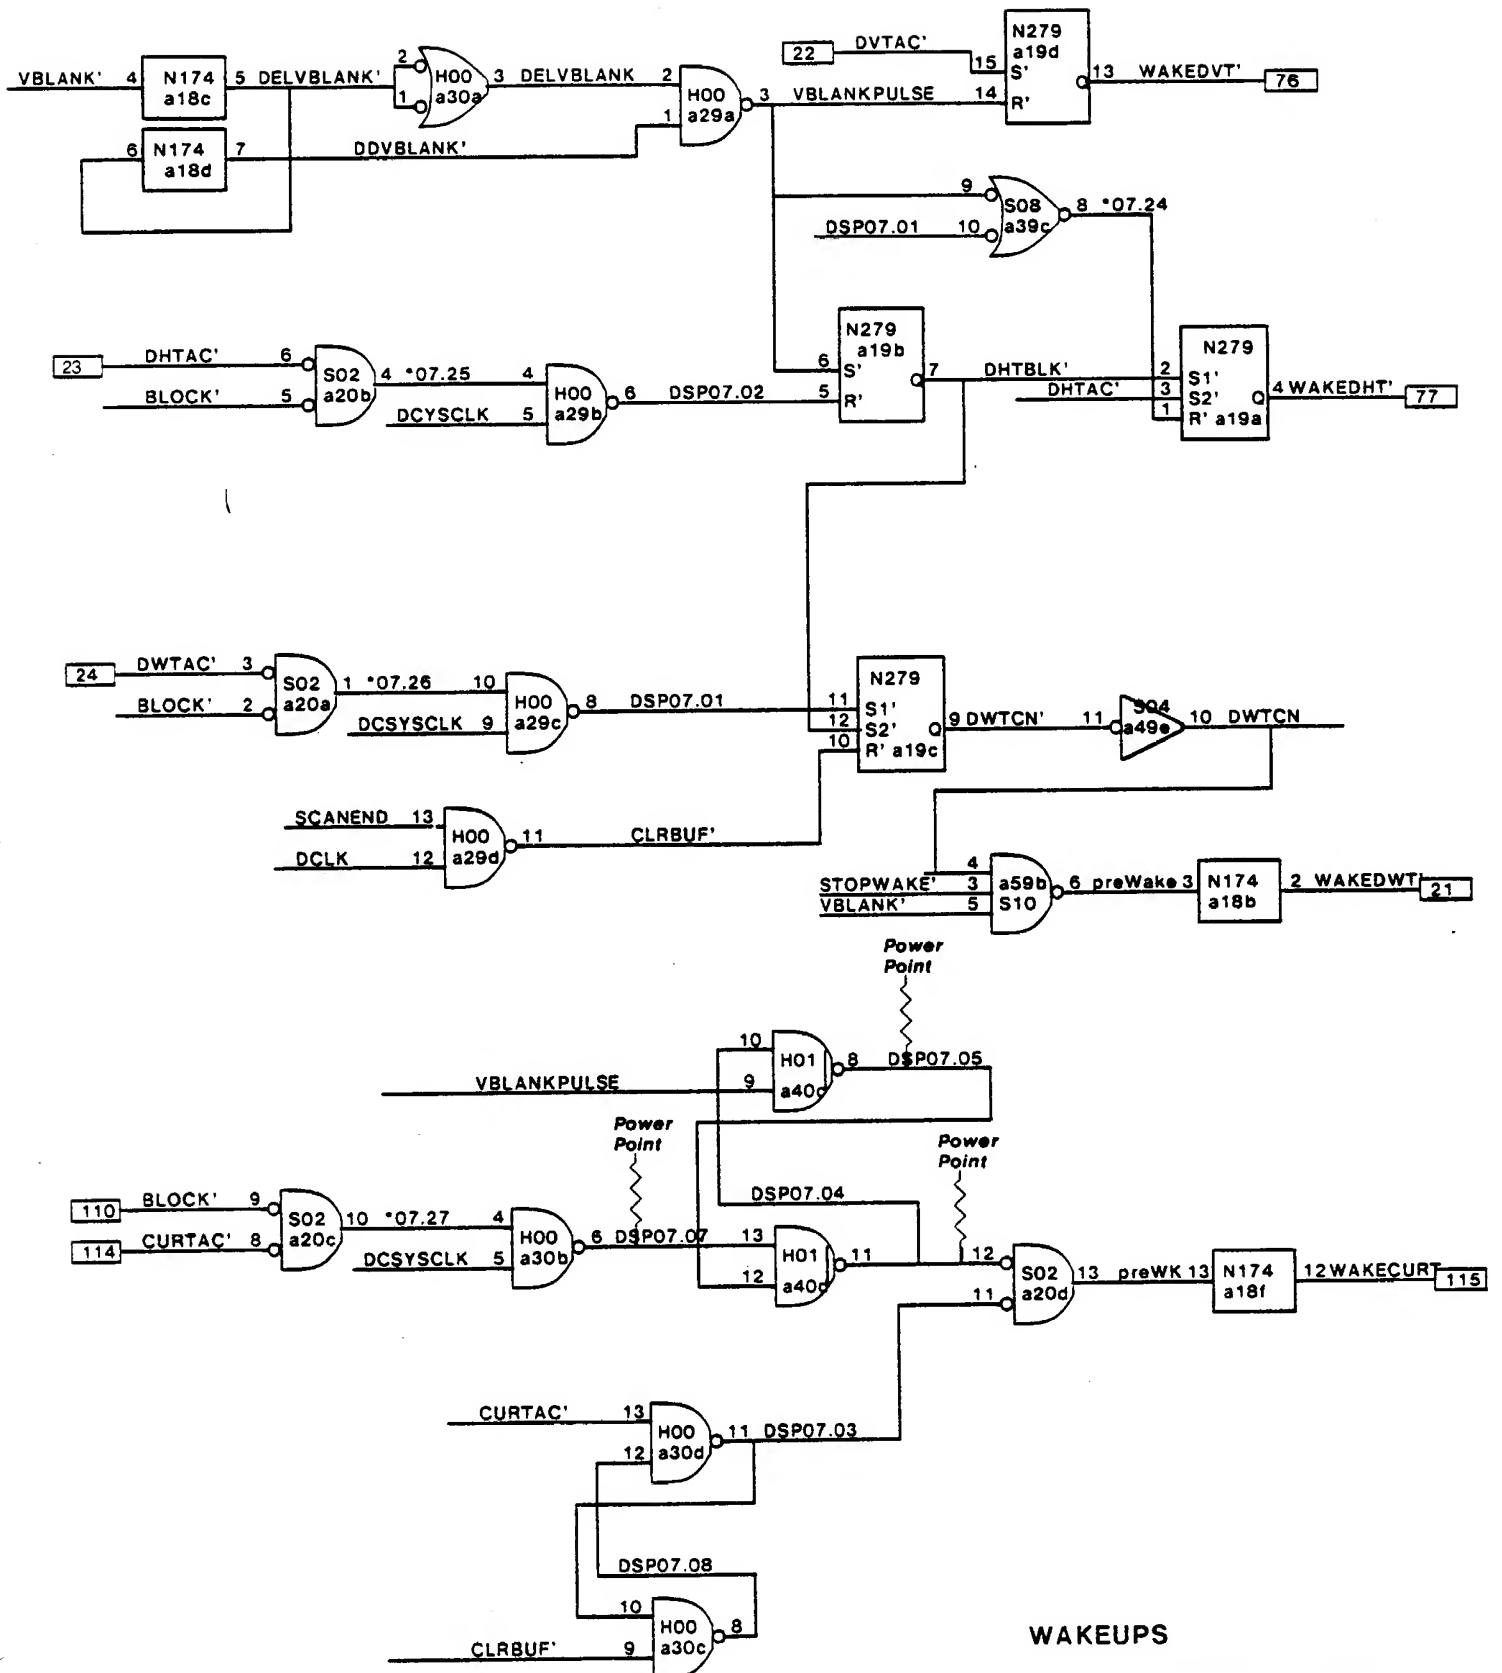 22 DVTAC' 15 N279 a19d S' 13 WAKEDVT' 76
VBLANK' 4 N174 a18c 5 DELVBLANK' 2 1 H00 a30a 3 DELVBLANK 2 H00 a29a 3 VBLANKPULSE 14 R'
1
6 N174 a18d 7 DDVBLANK'
9 S08 a39c 8 *07.24
DSP07.01 10
23 DHTAC' 6 S02 a20b 4 *07.25 4 H00 a29b 6 DSP07.02 5 R'
BLOCK' 5
DCYSCLK 5
N279 a19b 6 S' 7 DHTBLK' 2 S1' N279
DHTAC' 3 S2' 4 WAKEDHT' 77
1 R' a19a
24 DWTAC' 3 S02 a20a 1 *07.26 10 H00 a29c 8 DSP07.01 11 S1' N279
BLOCK' 2
DCSYSCLK 9
12 S2' 9 DWTCN' 11 S04 a49e 10 DWTCN
10 R' a19c
SCANEND 13 H00 a29d 11 CLRBUF'
DCLK 12
4 a59b S10 6 preWake 3 N174 a18b 2 WAKEDWT' 21
STOPWAKE' 3
VBLANK' 5
Power
Point
10 H01 a40c 8 DSP07.05
VBLANKPULSE 9
Power
Point
Power
Point
DSP07.04
110 BLOCK' 9 S02 a20c 10 *07.27 4 H00 a30b 6 DSP07.07 13 H01 a40d 11 12 S02 a20d 13 preWK 13 N174 a18f 12 WAKECURT 115
114 CURTAC' 8
DCSYSCLK 5
12
11
CURTAC' 13 H00 a30d 11 DSP07.03
12
DSP07.08
10 H00 a30c 8
CLRBUF' 9
WAKEUPS